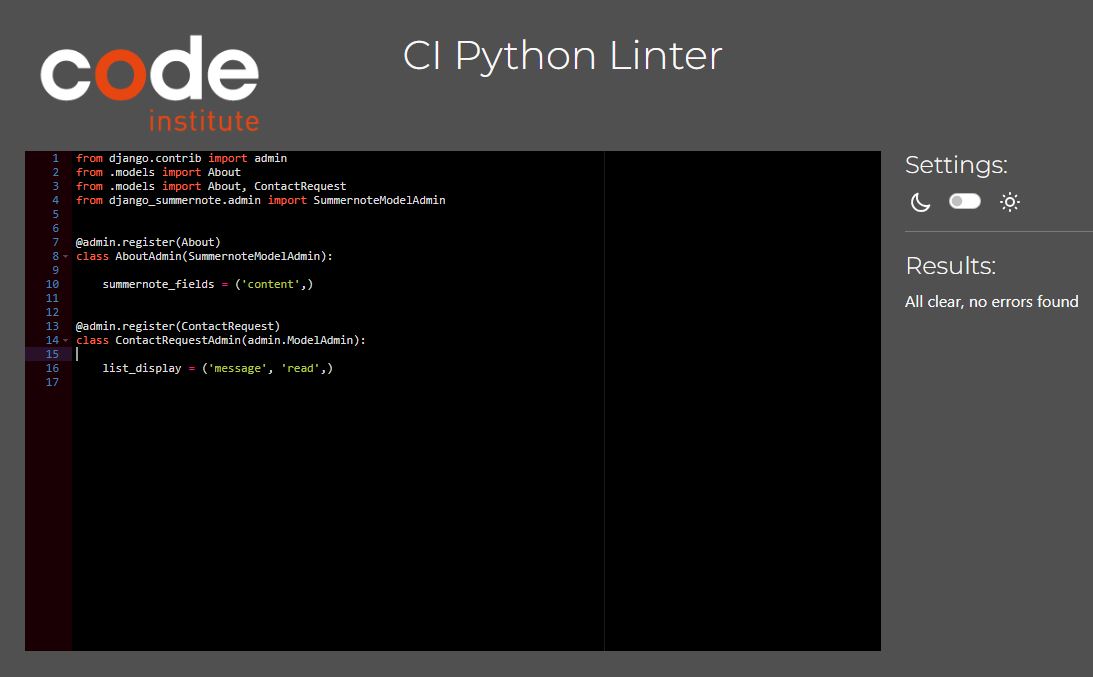 code
institute
CI Python Linter
1 from django.contrib import admin
2 from .models import About
3 from .models import About, ContactRequest
4 from django_summernote.admin import SummernoteModelAdmin
5
6
7 @admin.register(About)
8 class AboutAdmin(SummernoteModelAdmin):
9
10     summernote_fields = ('content',)
11
12
13 @admin.register(ContactRequest)
14 class ContactRequestAdmin(admin.ModelAdmin):
15
16     list_display = ('message', 'read',)
17
Settings:
Results:
All clear, no errors found